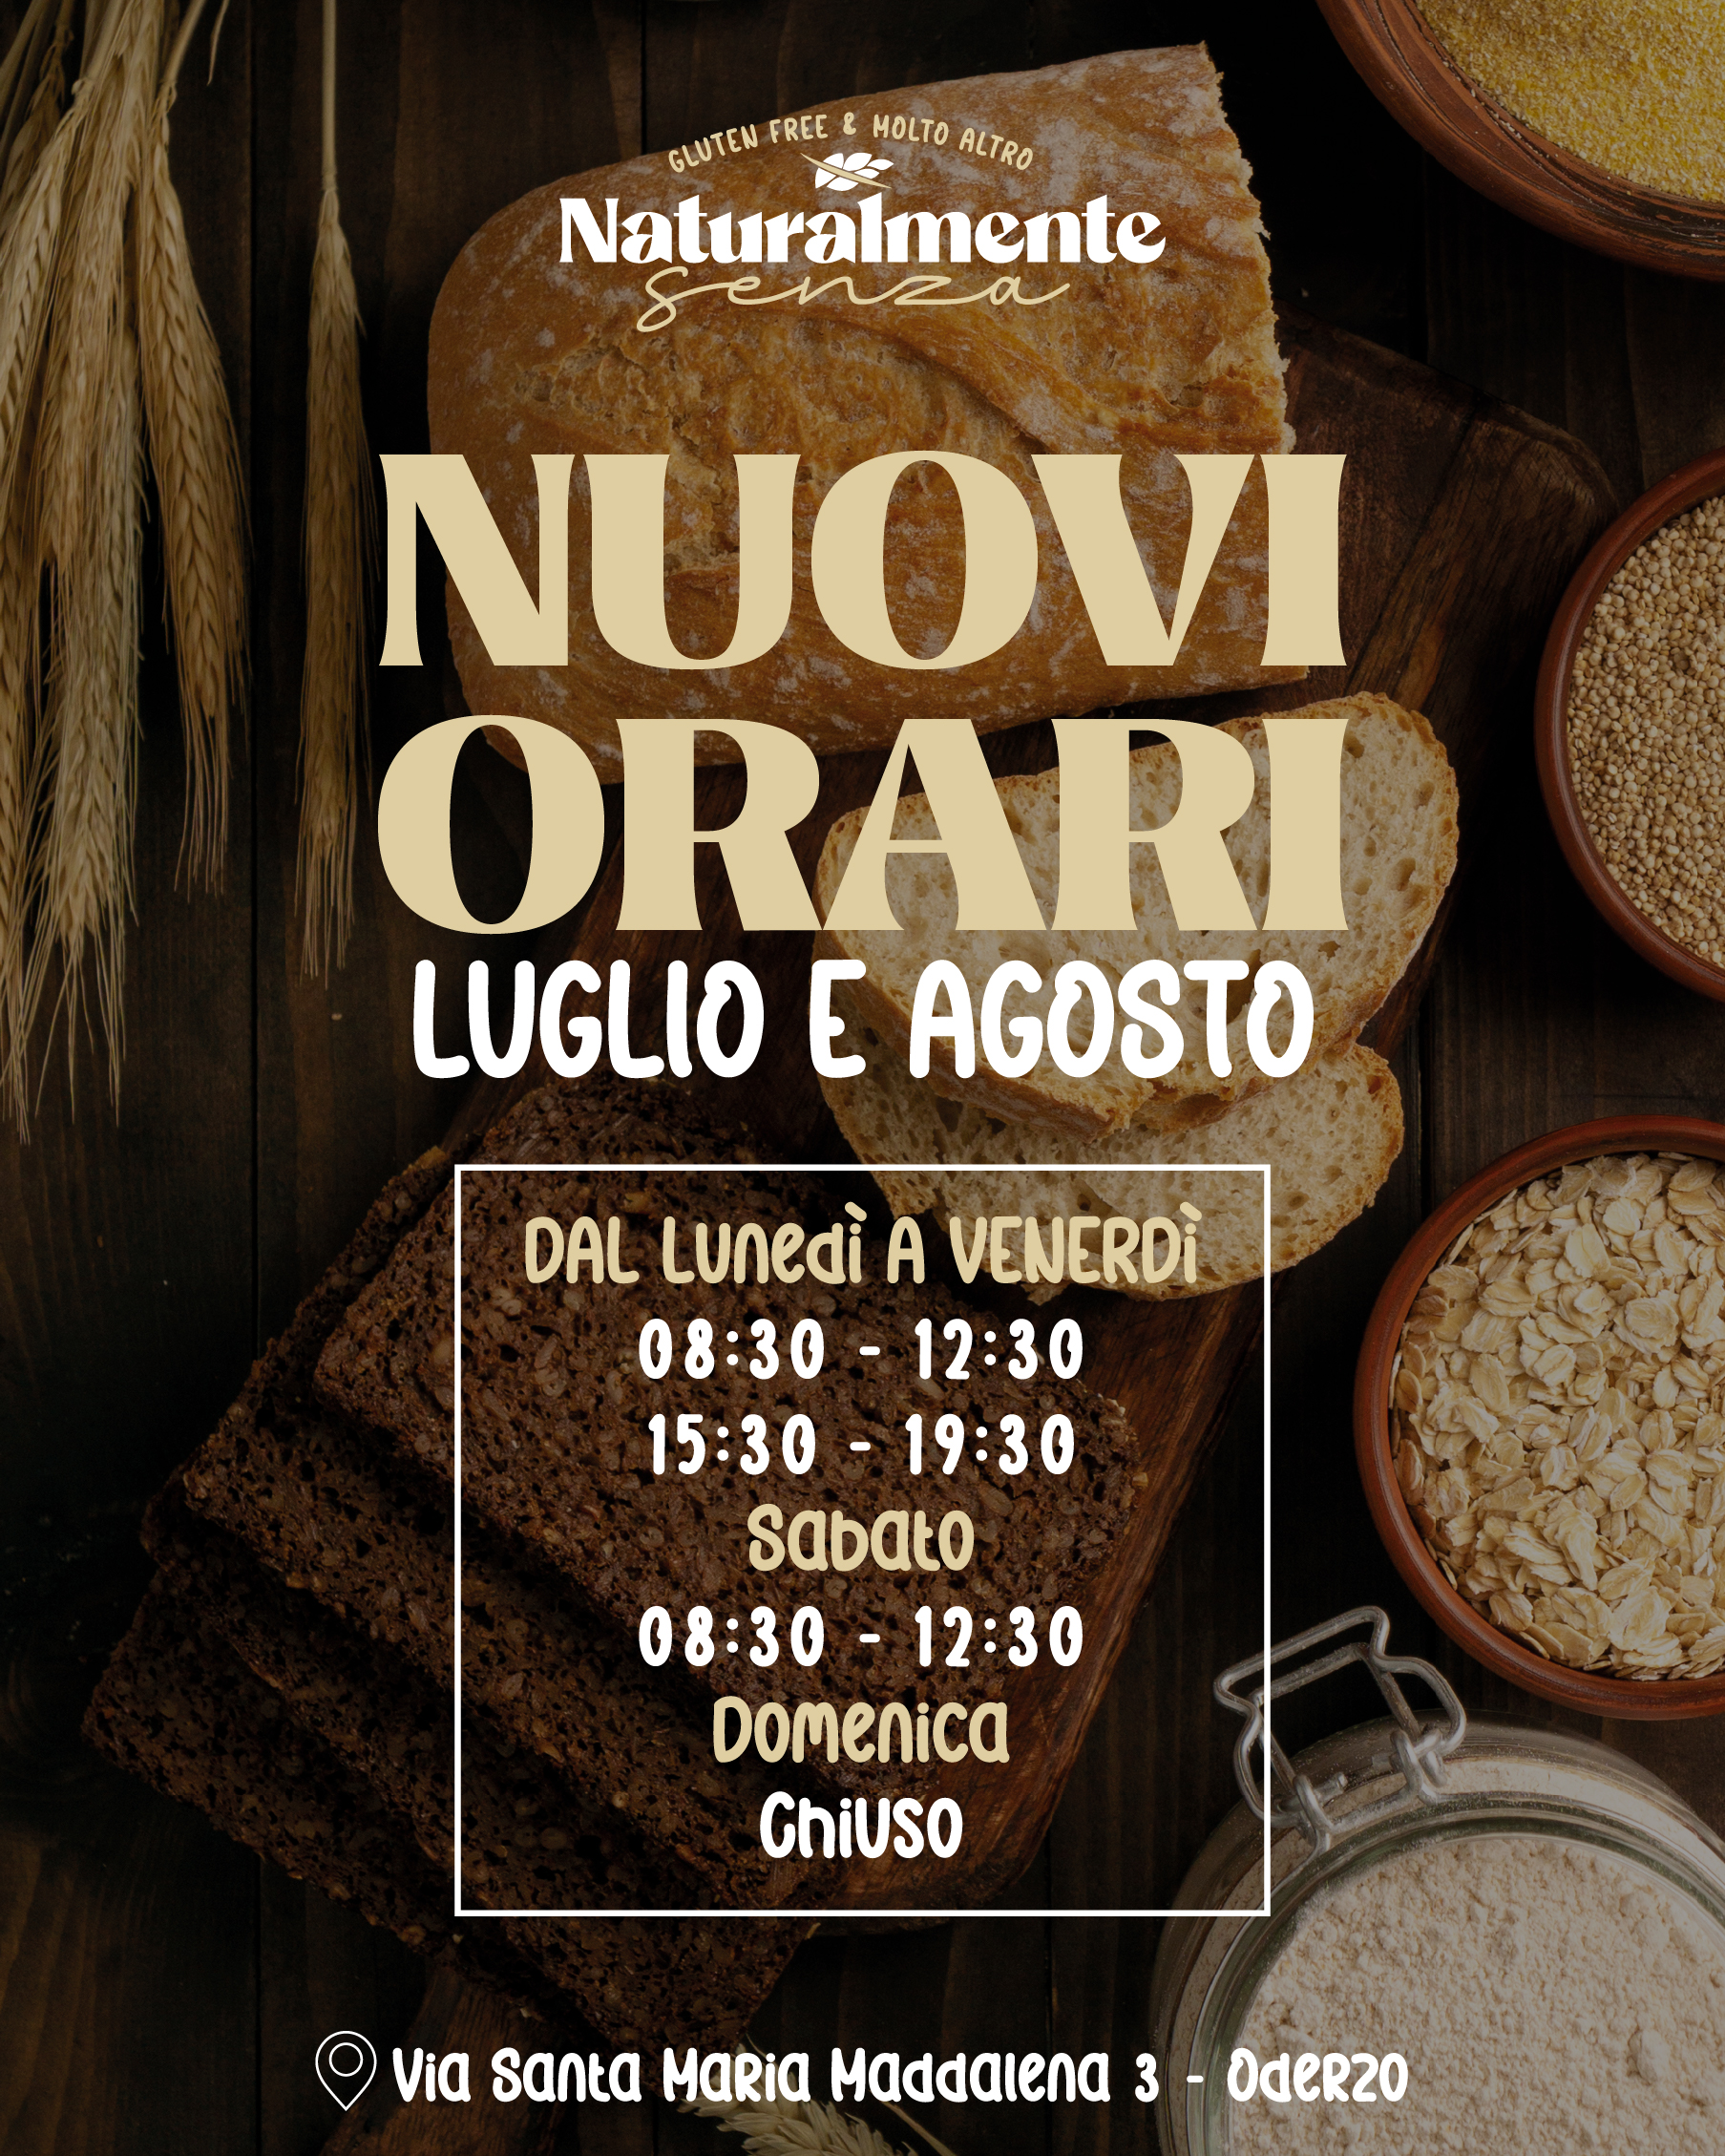 GLUTEN FREE & MOLTO ALTRO
Naturalmente
senza
NUOVI
ORARI
LUGLIO E AGOSTO
DAL Lunedì A VENERDÌ
08:30 - 12:30
15:30 - 19:30
Sabato
08:30 - 12:30
Domenica
Chiuso
Via Santa Maria Maddalena 3 - Oderzo